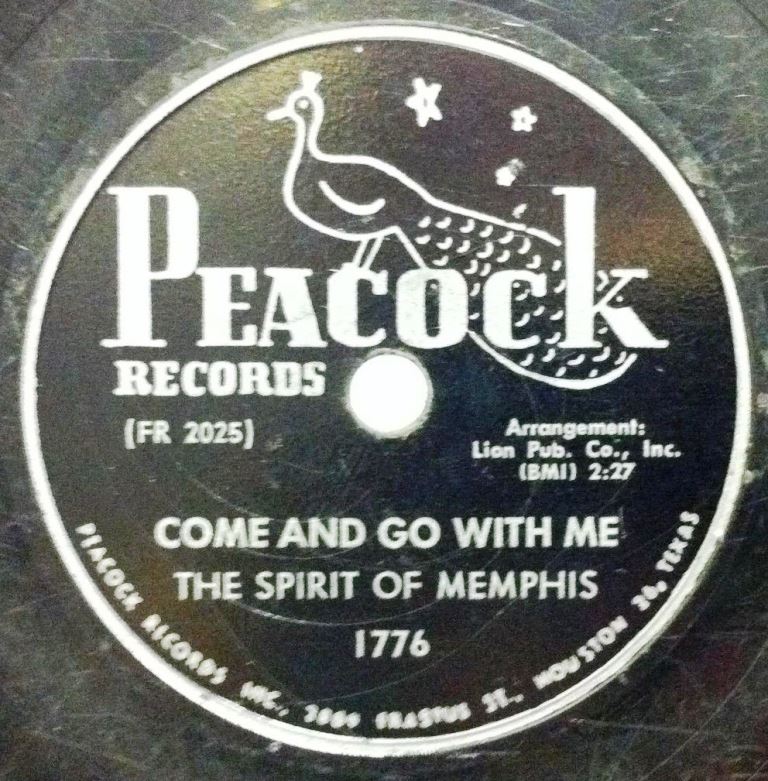 PEACOCK
RECORDS
(FR 2025)
Arrangement:
Lion Pub. Co., Inc.
(BMI) 2:27
COME AND GO WITH ME
THE SPIRIT OF MEMPHIS
1776
PEACOCK RECORDS INC., 2809 ERASTUS ST., HOUSTON 26, TEXAS